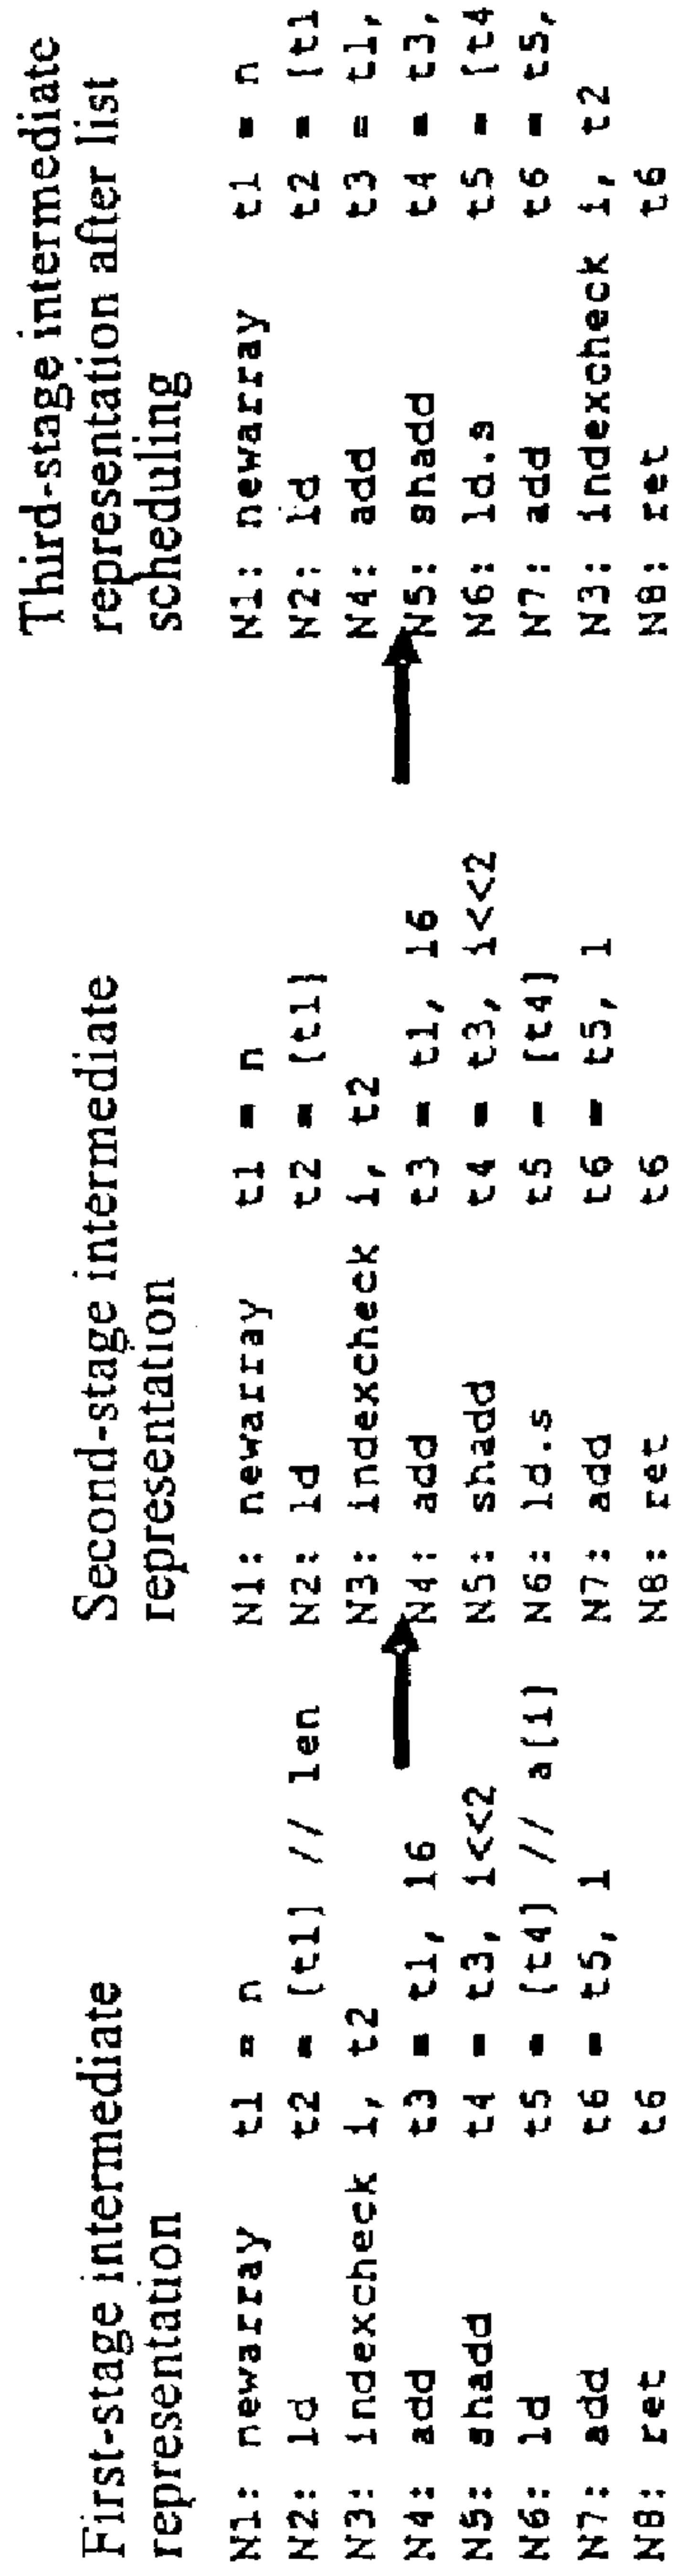 First-stage intermediate
representation
N1: newarray t1 = n
N2: ld t2 = [t1] // len
N3: indexcheck i, t2
N4: add t3 = t1, 16
N5: shadd t4 = t3, i<<2
N6: ld t5 = [t4] // a[i]
N7: add t6 = t5, 1
N8: ret t6
Second-stage intermediate
representation
N1: newarray t1 = n
N2: ld t2 = [t1]
N3: indexcheck i, t2
N4: add t3 = t1, 16
N5: shadd t4 = t3, i<<2
N6: ld.s t5 = [t4]
N7: add t6 = t5, 1
N8: ret t6
Third-stage intermediate
representation after list
scheduling
N1: newarray t1 = n
N2: ld t2 = [t1
N4: add t3 = t1,
N5: shadd t4 = t3,
N6: ld.s t5 = [t4
N7: add t6 = t5,
N3: indexcheck i, t2
N8: ret t6